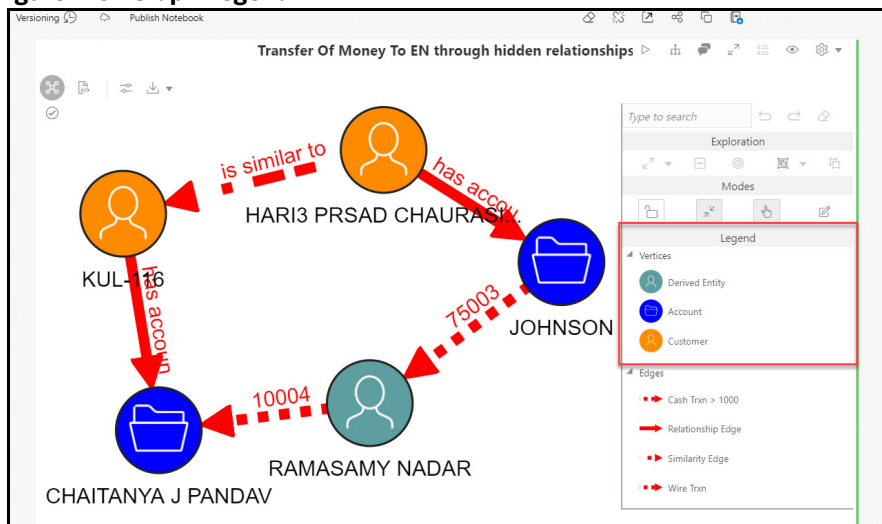 Versioning
Publish Notebook
Transfer Of Money To EN through hidden relationships
Type to search
Exploration
Modes
Legend
Vertices
Derived Entity
Account
Customer
Edges
Cash Trxn > 1000
Relationship Edge
Similarity Edge
Wire Trxn
is similar to
has accou
HARI3 PRSAD CHAURASI...
KUL-116
has accoun
75003
JOHNSON
10004
RAMASAMY NADAR
CHAITANYA J PANDAV